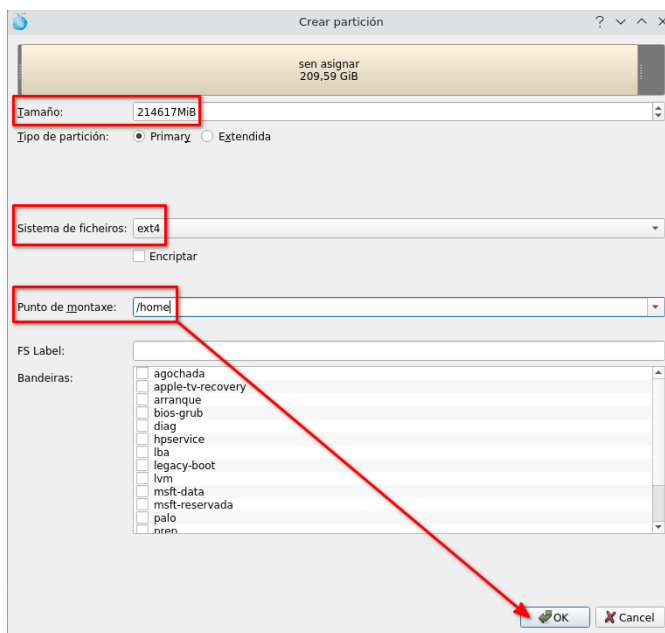 Crear partición
sen asignar
209,59 GiB
Tamaño: 214617MiB
Tipo de partición: Primary Extendida
Sistema de ficheiros: ext4
Encriptar
Punto de montaxe: /home
FS Label:
Bandeiras:
agochada
apple-tv-recovery
arranque
bios-grub
diag
hpservice
lba
legacy-boot
lvm
msft-data
msft-reservada
palo
prep
OK Cancel